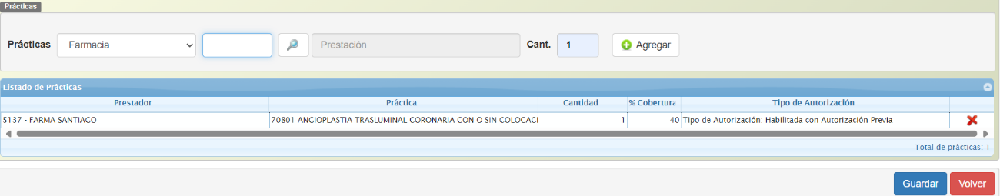 Prácticas
Prácticas Farmacia Prestación Cant. 1 Agregar
Listado de Prácticas
Prestador Práctica Cantidad % Cobertura Tipo de Autorización
5137 - FARMA SANTIAGO 70801 ANGIOPLASTIA TRASLUMINAL CORONARIA CON O SIN COLOCACI 1 40 Tipo de Autorización: Habilitada con Autorización Previa
Total de prácticas: 1
Guardar Volver